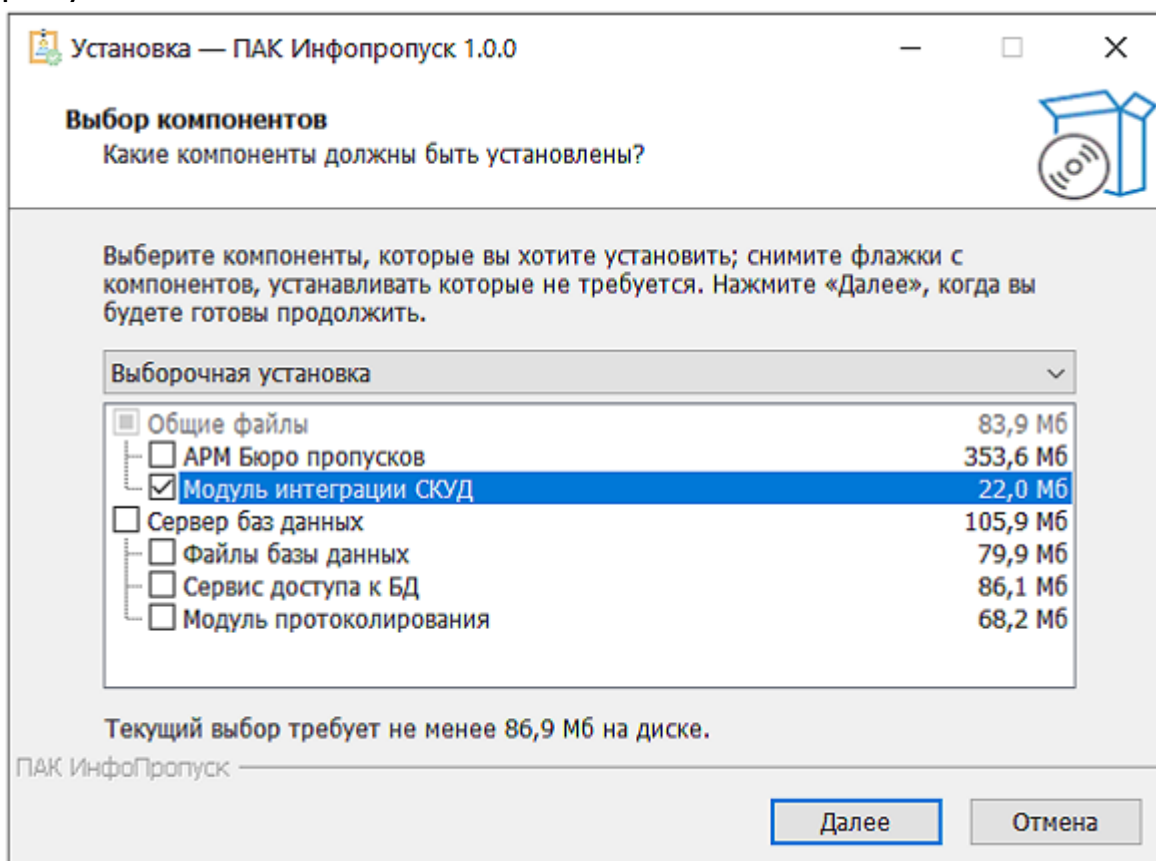 Установка — ПАК Инфопропуск 1.0.0
Выбор компонентов
Какие компоненты должны быть установлены?
Выберите компоненты, которые вы хотите установить; снимите флажки с
компонентов, устанавливать которые не требуется. Нажмите «Далее», когда вы
будете готовы продолжить.
Выборочная установка
Общие файлы 83,9 Мб
АРМ Бюро пропусков 353,6 Мб
Модуль интеграции СКУД 22,0 Мб
Сервер баз данных 105,9 Мб
Файлы базы данных 79,9 Мб
Сервис доступа к БД 86,1 Мб
Модуль протоколирования 68,2 Мб
Текущий выбор требует не менее 86,9 Мб на диске.
ПАК ИнфоПропуск
Далее Отмена